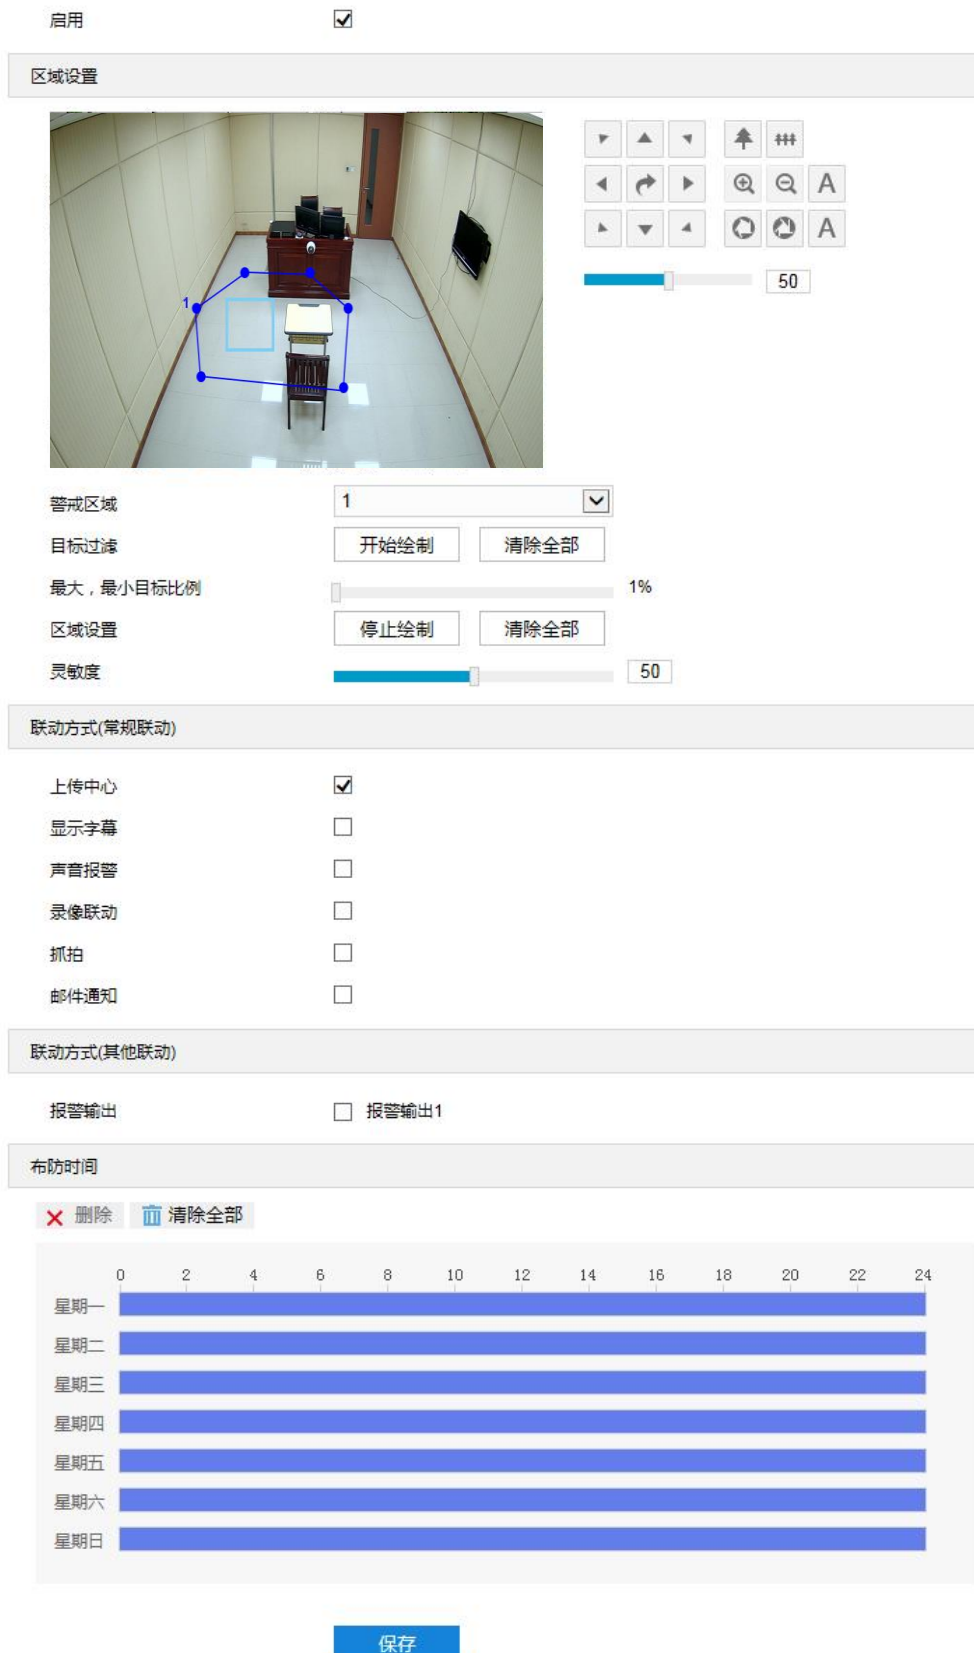 启用
区域设置
1
A
A
50
警戒区域 1
目标过滤 开始绘制 清除全部
最大，最小目标比例 1%
区域设置 停止绘制 清除全部
灵敏度 50
联动方式(常规联动)
上传中心
显示字幕
声音报警
录像联动
抓拍
邮件通知
联动方式(其他联动)
报警输出 报警输出1
布防时间
删除 清除全部
0 2 4 6 8 10 12 14 16 18 20 22 24
星期一
星期二
星期三
星期四
星期五
星期六
星期日
保存